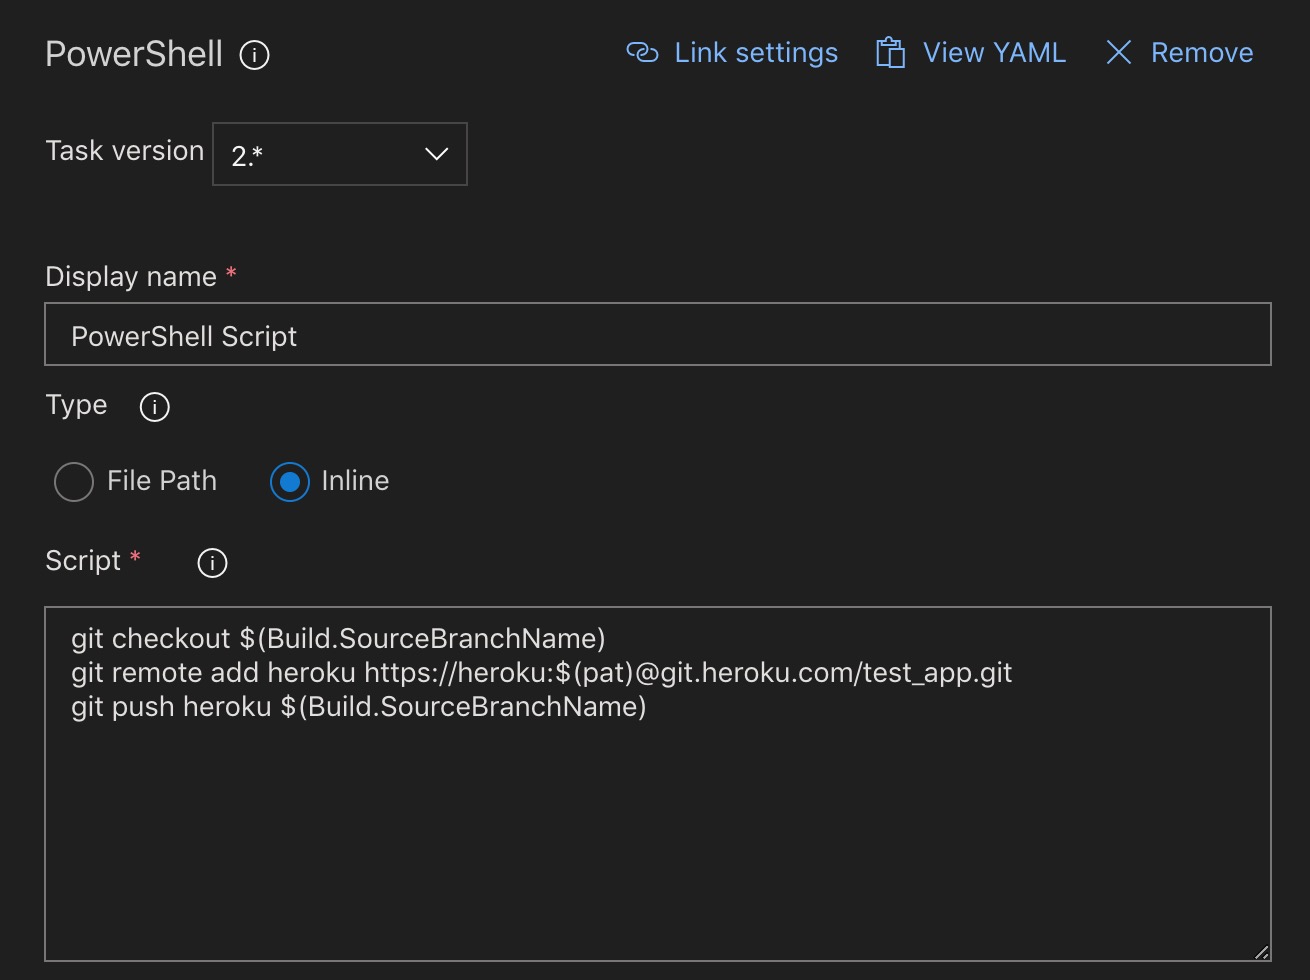 PowerShell
Link settings
View YAML
Remove
Task version
2.*
Display name *
PowerShell Script
Type
File Path
Inline
Script *
git checkout $(Build.SourceBranchName)
git remote add heroku https://heroku:$(pat)@git.heroku.com/test_app.git
git push heroku $(Build.SourceBranchName)